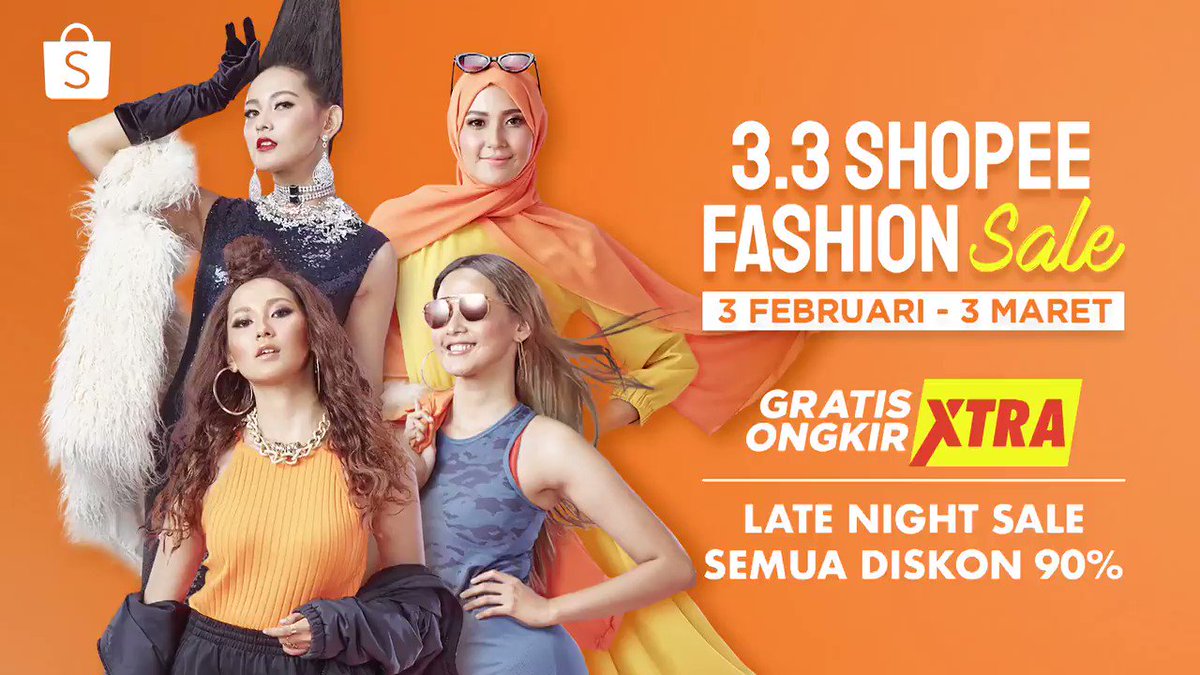 S
3.3 SHOPEE
FASHION Sale
3 FEBRUARI - 3 MARET
GRATIS
ONGKIR XTRA
LATE NIGHT SALE
SEMUA DISKON 90%